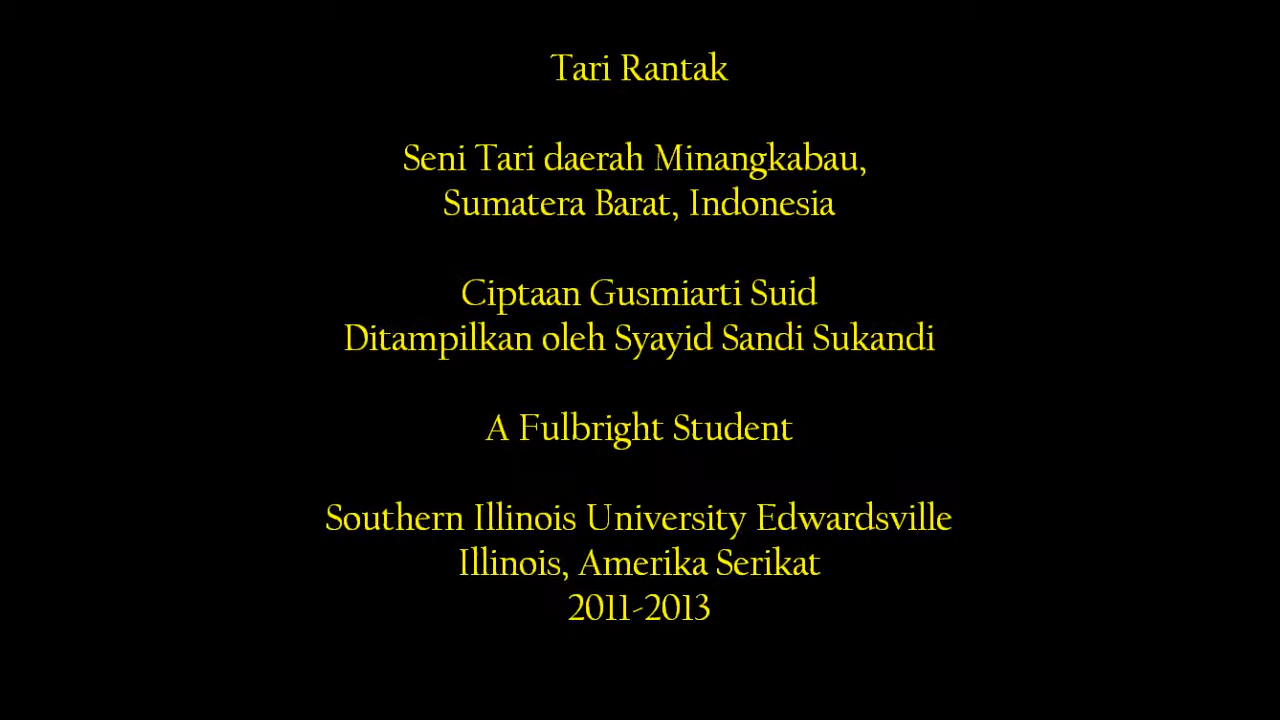 Tari Rantak
Seni Tari daerah Minangkabau,
Sumatera Barat, Indonesia
Ciptaan Gusmiarti Suid
Ditampilkan oleh Syayid Sandi Sukandi
A Fulbright Student
Southern Illinois University Edwardsville
Illinois, Amerika Serikat
2011-2013